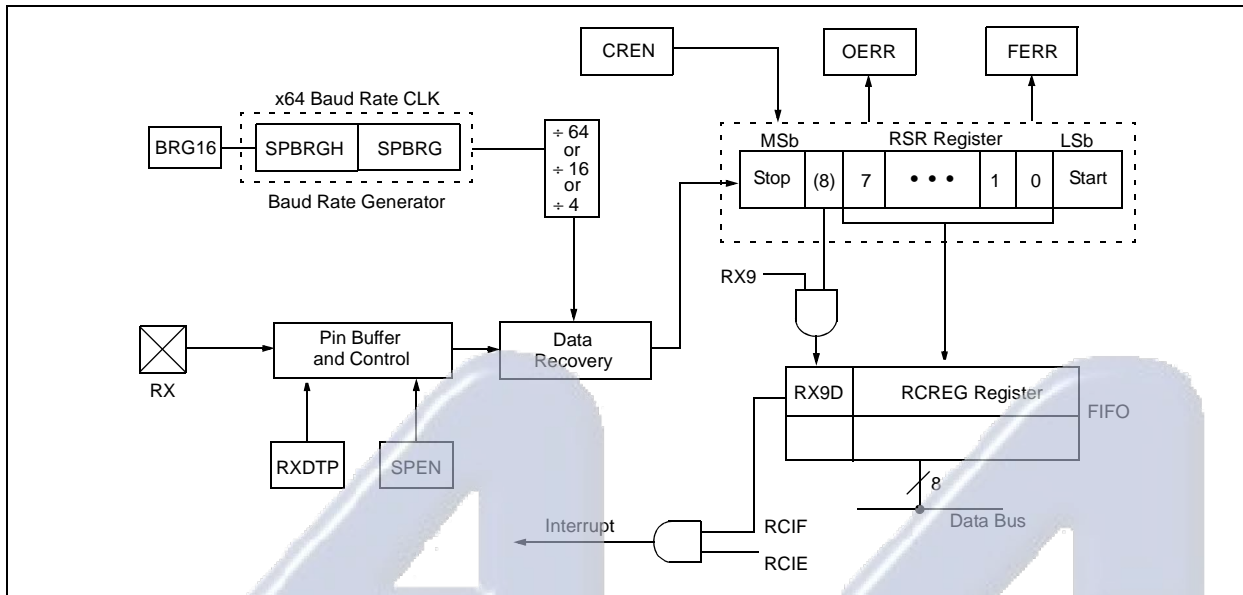 CREN
OERR
FERR
x64 Baud Rate CLK
BRG16
SPBRGH
SPBRG
Baud Rate Generator
÷ 64
or
÷ 16
or
÷ 4
MSb
RSR Register
LSb
Stop
(8)
7
• • •
1
0
Start
RX9
RX
Pin Buffer
and Control
Data
Recovery
RXDTP
SPEN
RX9D
RCREG Register
FIFO
8
Data Bus
Interrupt
RCIF
RCIE